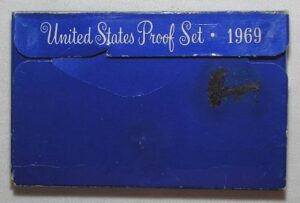 United States Proof Set • 1969